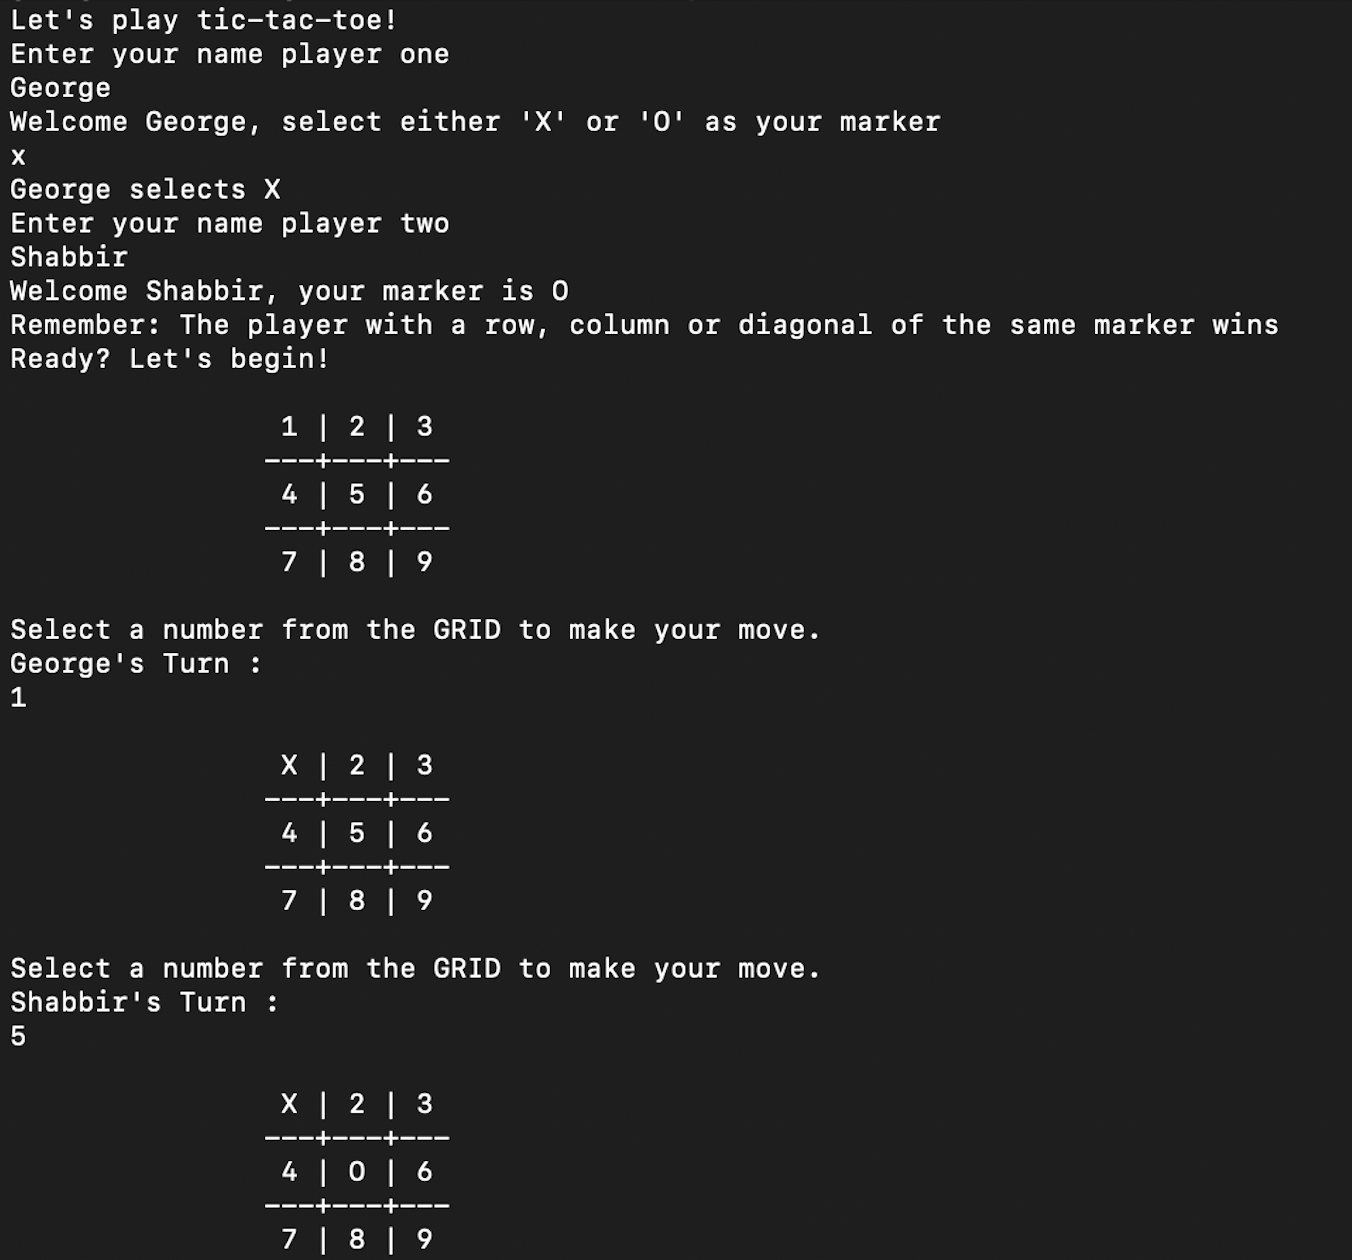 Let's play tic-tac-toe!
Enter your name player one
George
Welcome George, select either 'X' or 'O' as your marker
x
George selects X
Enter your name player two
Shabbir
Welcome Shabbir, your marker is O
Remember: The player with a row, column or diagonal of the same marker wins
Ready? Let's begin!

               1 | 2 | 3
              ---+---+---
               4 | 5 | 6
              ---+---+---
               7 | 8 | 9

Select a number from the GRID to make your move.
George's Turn :
1

               X | 2 | 3
              ---+---+---
               4 | 5 | 6
              ---+---+---
               7 | 8 | 9

Select a number from the GRID to make your move.
Shabbir's Turn :
5

               X | 2 | 3
              ---+---+---
               4 | O | 6
              ---+---+---
               7 | 8 | 9